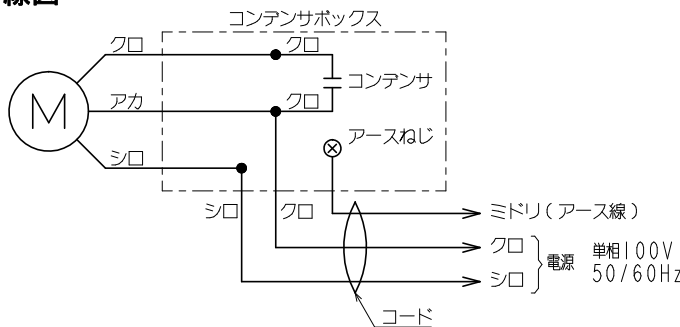 コンデンサボックス
クロ クロ
コンデンサ
M アカ クロ
アースねじ
シロ
シロ クロ
ミドリ(アース線)
クロ
電源 単相100V
50/60Hz
シロ
コード